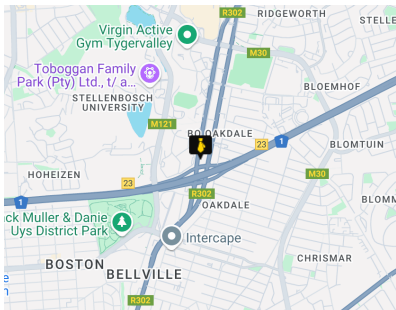 R302
RIDGEWORTH
Virgin Active
Gym Tygervalley
STELLE
M30
Toboggan Family
Park (Pty) Ltd., t/ a...
STELLENBOSCH
UNIVERSITY
BLOEMHOF
M121
BO OAKDALE
23
1
BLOMTUIN
HOHEIZEN
M30
23
R302
1
BLOMM
OAKDALE
ck Muller & Danie
Uys District Park
Intercape
CHRISMAR
BOSTON
BELLVILLE
R302